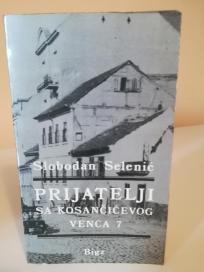 Slobodan Selenić
PRIJATELJI
SA KOSANČIĆEVOG
VENCA 7
Bigz